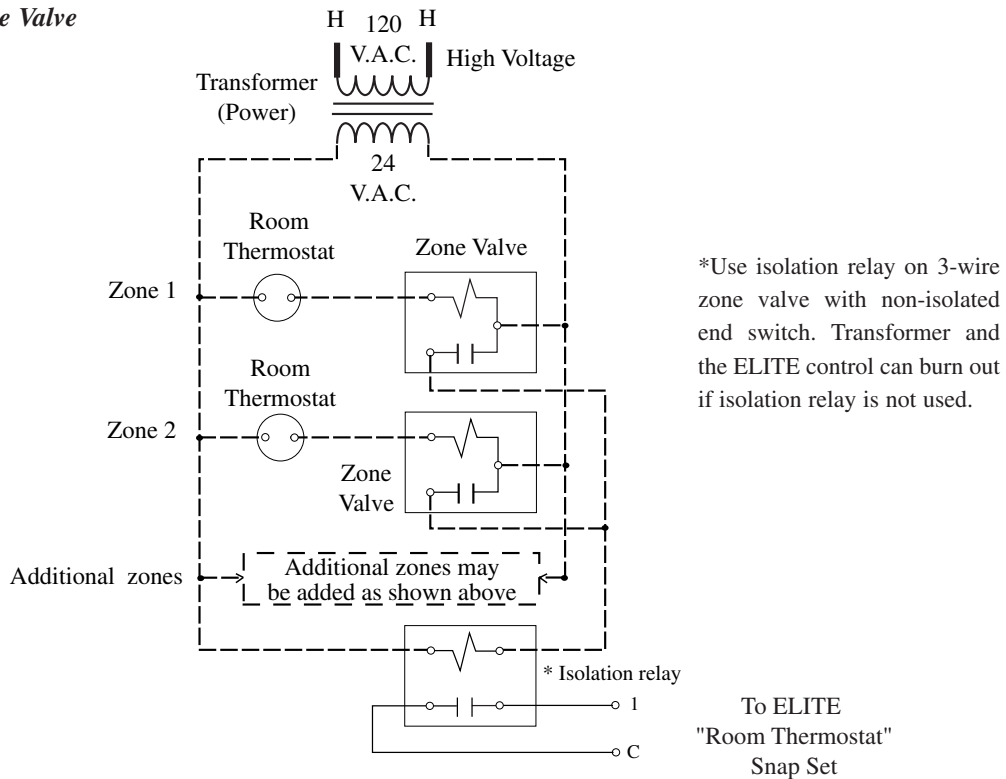 e Valve
H 120 H
V.A.C.
High Voltage
Transformer
(Power)
24
V.A.C.
Room
Thermostat
Zone Valve
Zone 1
*Use isolation relay on 3-wire
zone valve with non-isolated
end switch. Transformer and
the ELITE control can burn out
if isolation relay is not used.
Room
Thermostat
Zone 2
Zone
Valve
Additional zones
Additional zones may
be added as shown above
* Isolation relay
1
C
To ELITE
"Room Thermostat"
Snap Set